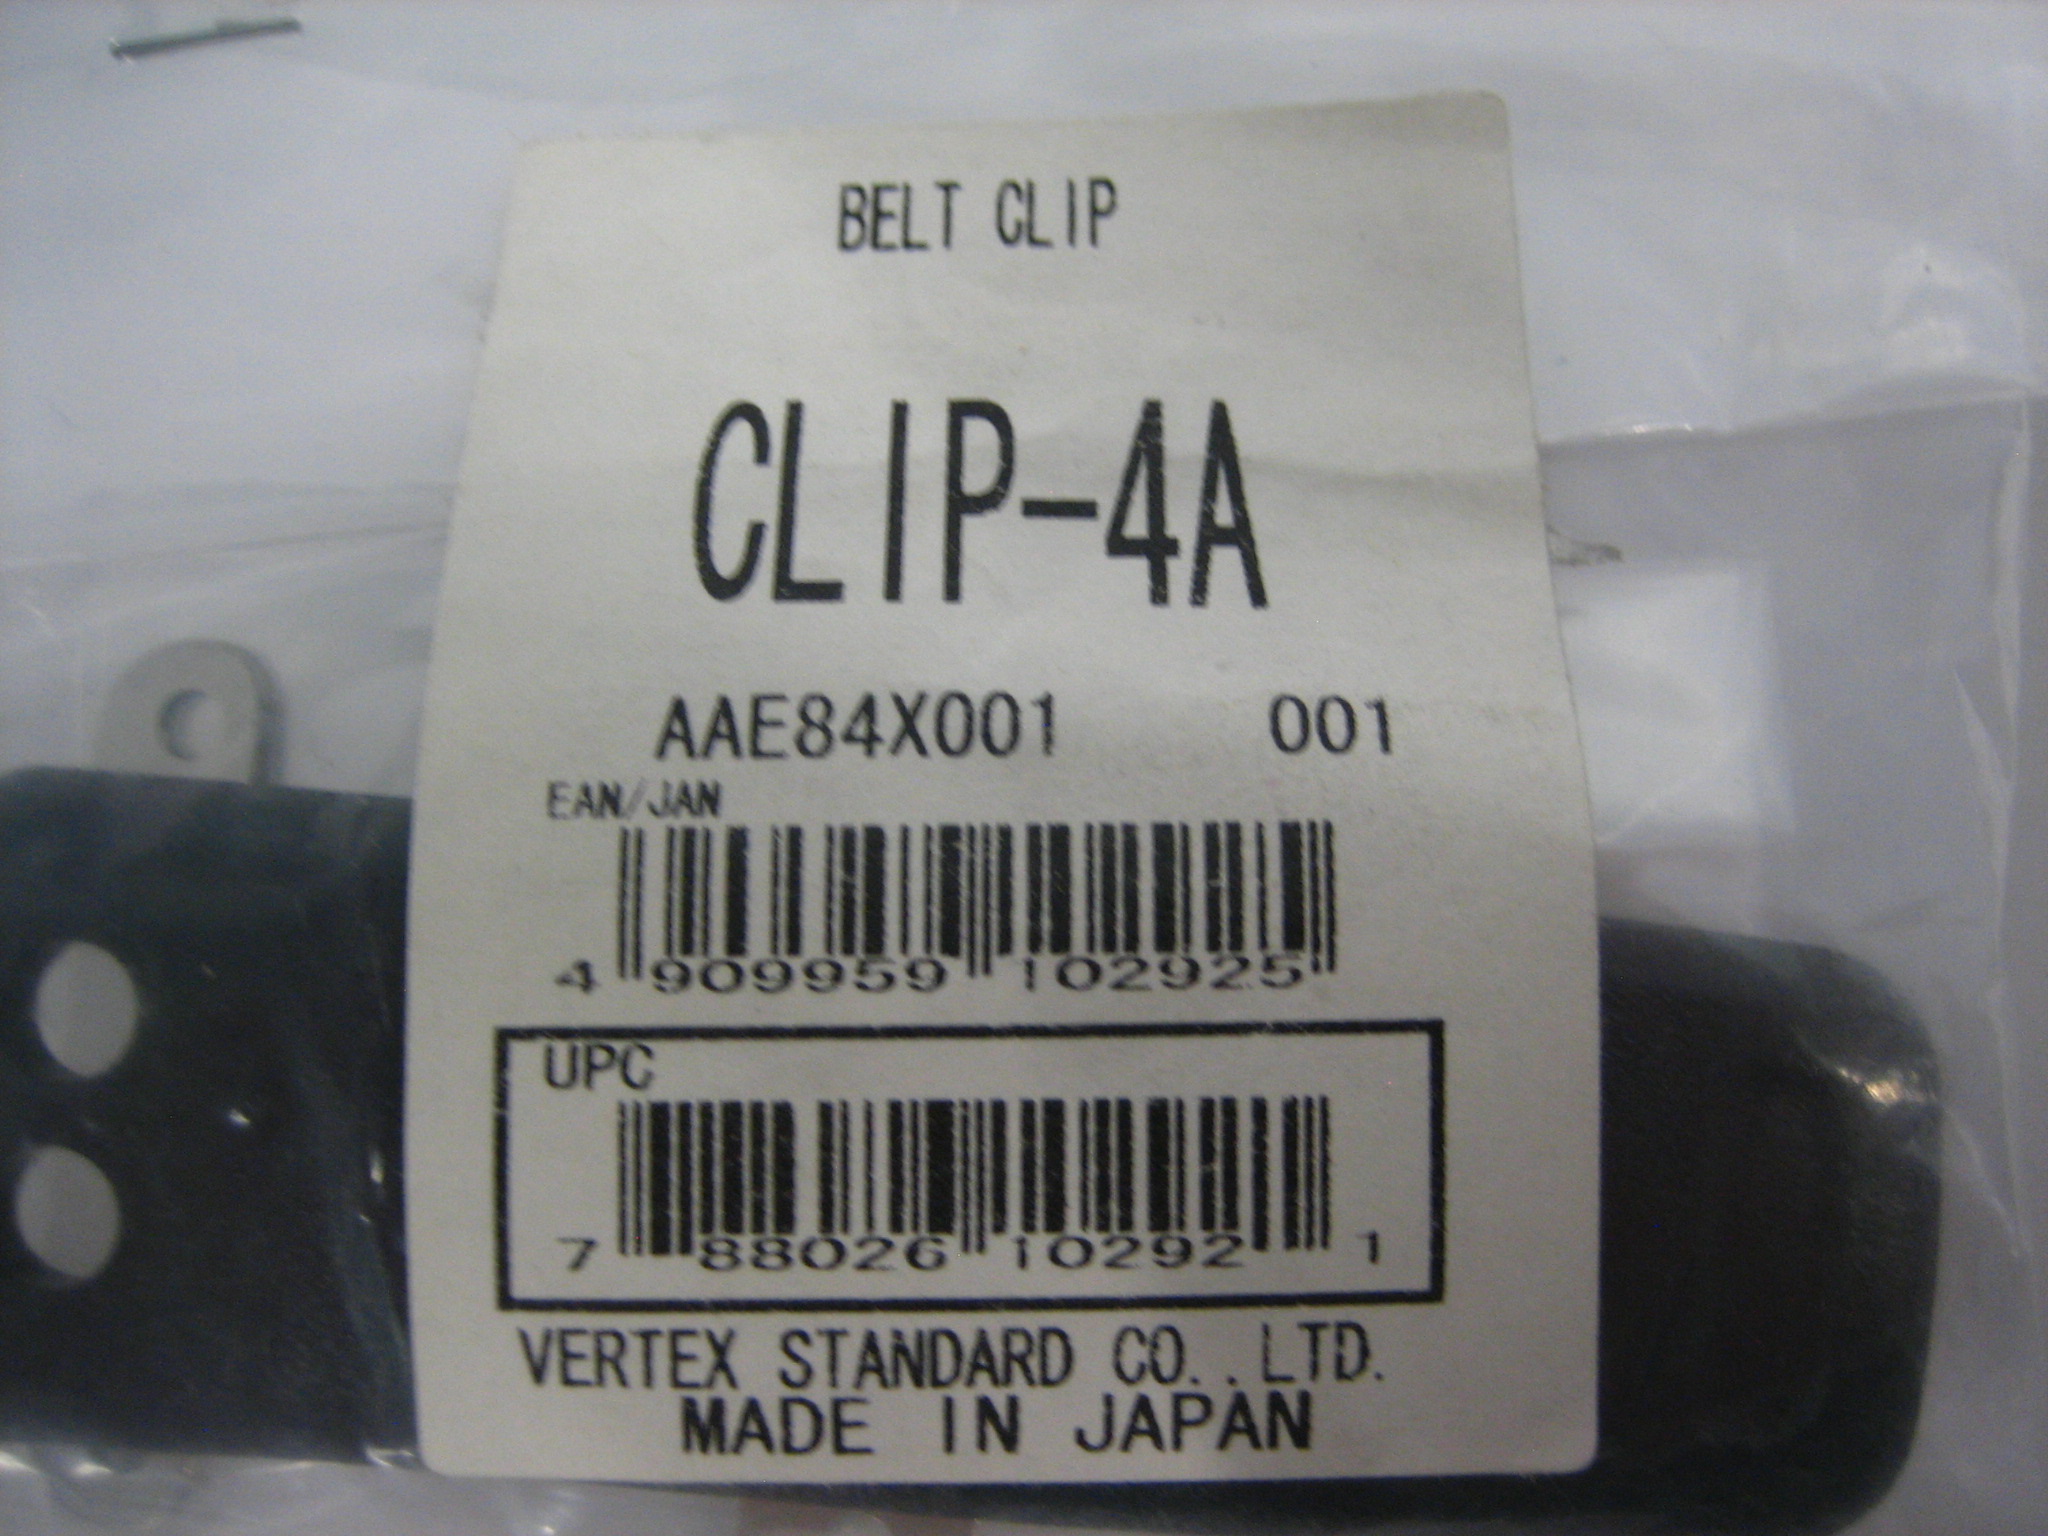 BELT CLIP
CLIP-4A
AAE84X001 001
EAN/JAN
4 909959 102925
UPC
7 88026 10292 1
VERTEX STANDARD CO.,LTD.
MADE IN JAPAN